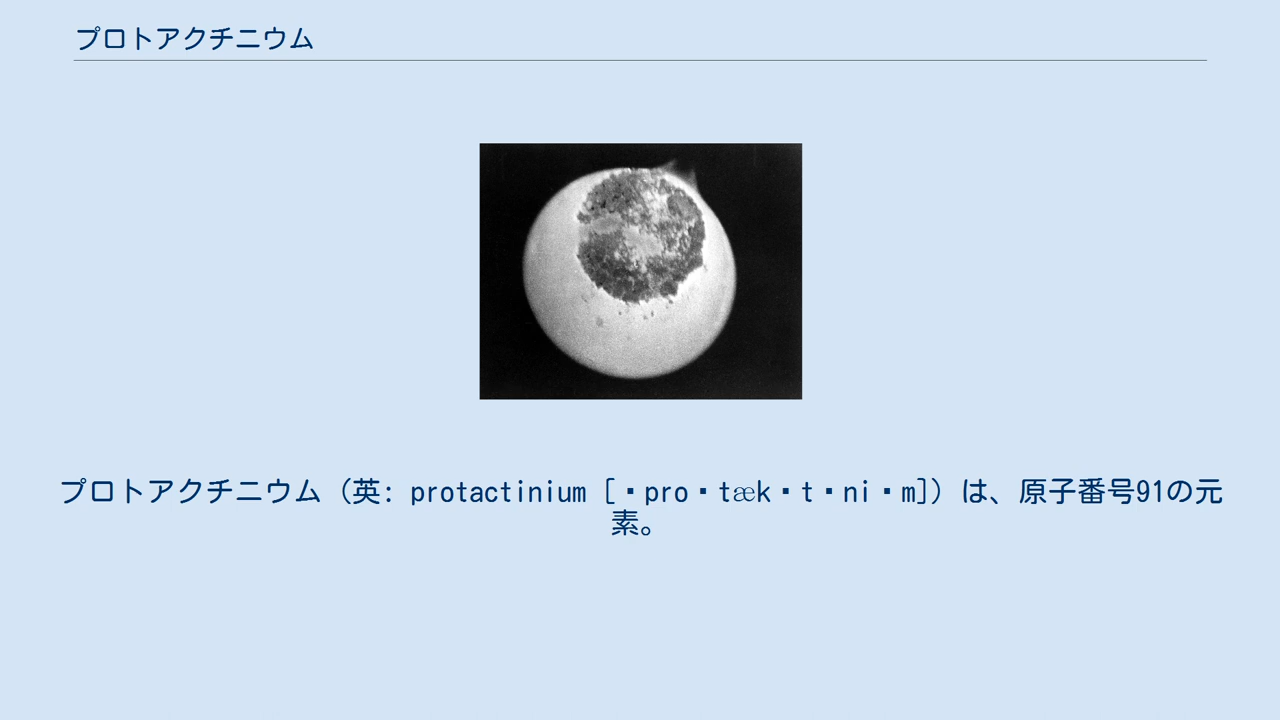 プロトアクチニウム
プロトアクチニウム（英: protactinium [・pro・tæk・t・ni・m]）は、原子番号91の元
素。